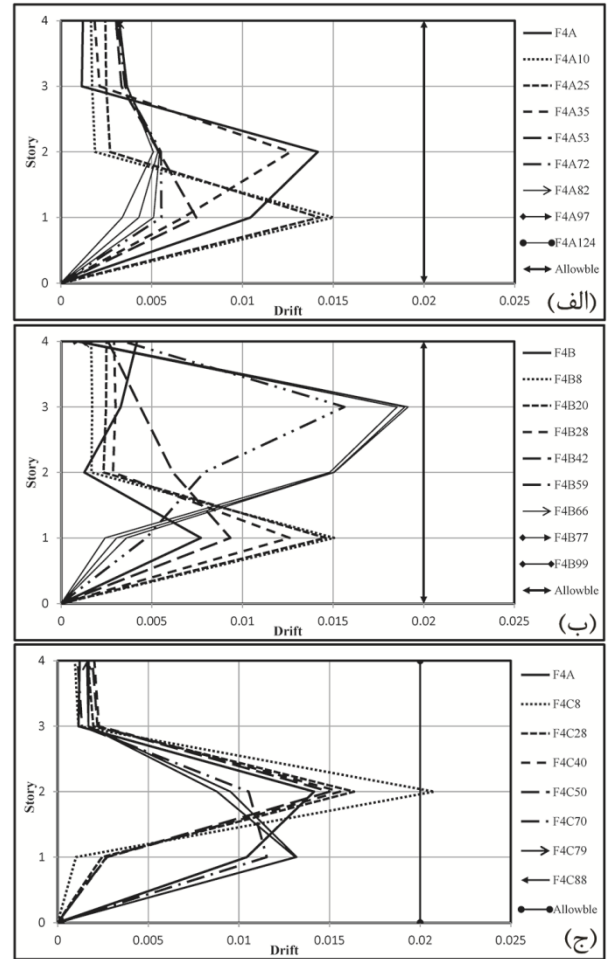 4
3
2
1
0
Story
0
0.005
0.01
0.015
0.02
0.025
Drift
F4A
F4A10
F4A25
F4A35
F4A53
F4A72
F4A82
F4A97
F4A124
Allowble
(الف)
4
3
2
1
0
Story
0
0.005
0.01
0.015
0.02
0.025
Drift
F4B
F4B8
F4B20
F4B28
F4B42
F4B59
F4B66
F4B77
F4B99
Allowble
(ب)
4
3
2
1
0
Story
0
0.005
0.01
0.015
0.02
0.025
Drift
F4A
F4C8
F4C28
F4C40
F4C50
F4C70
F4C79
F4C88
Allowble
(ج)